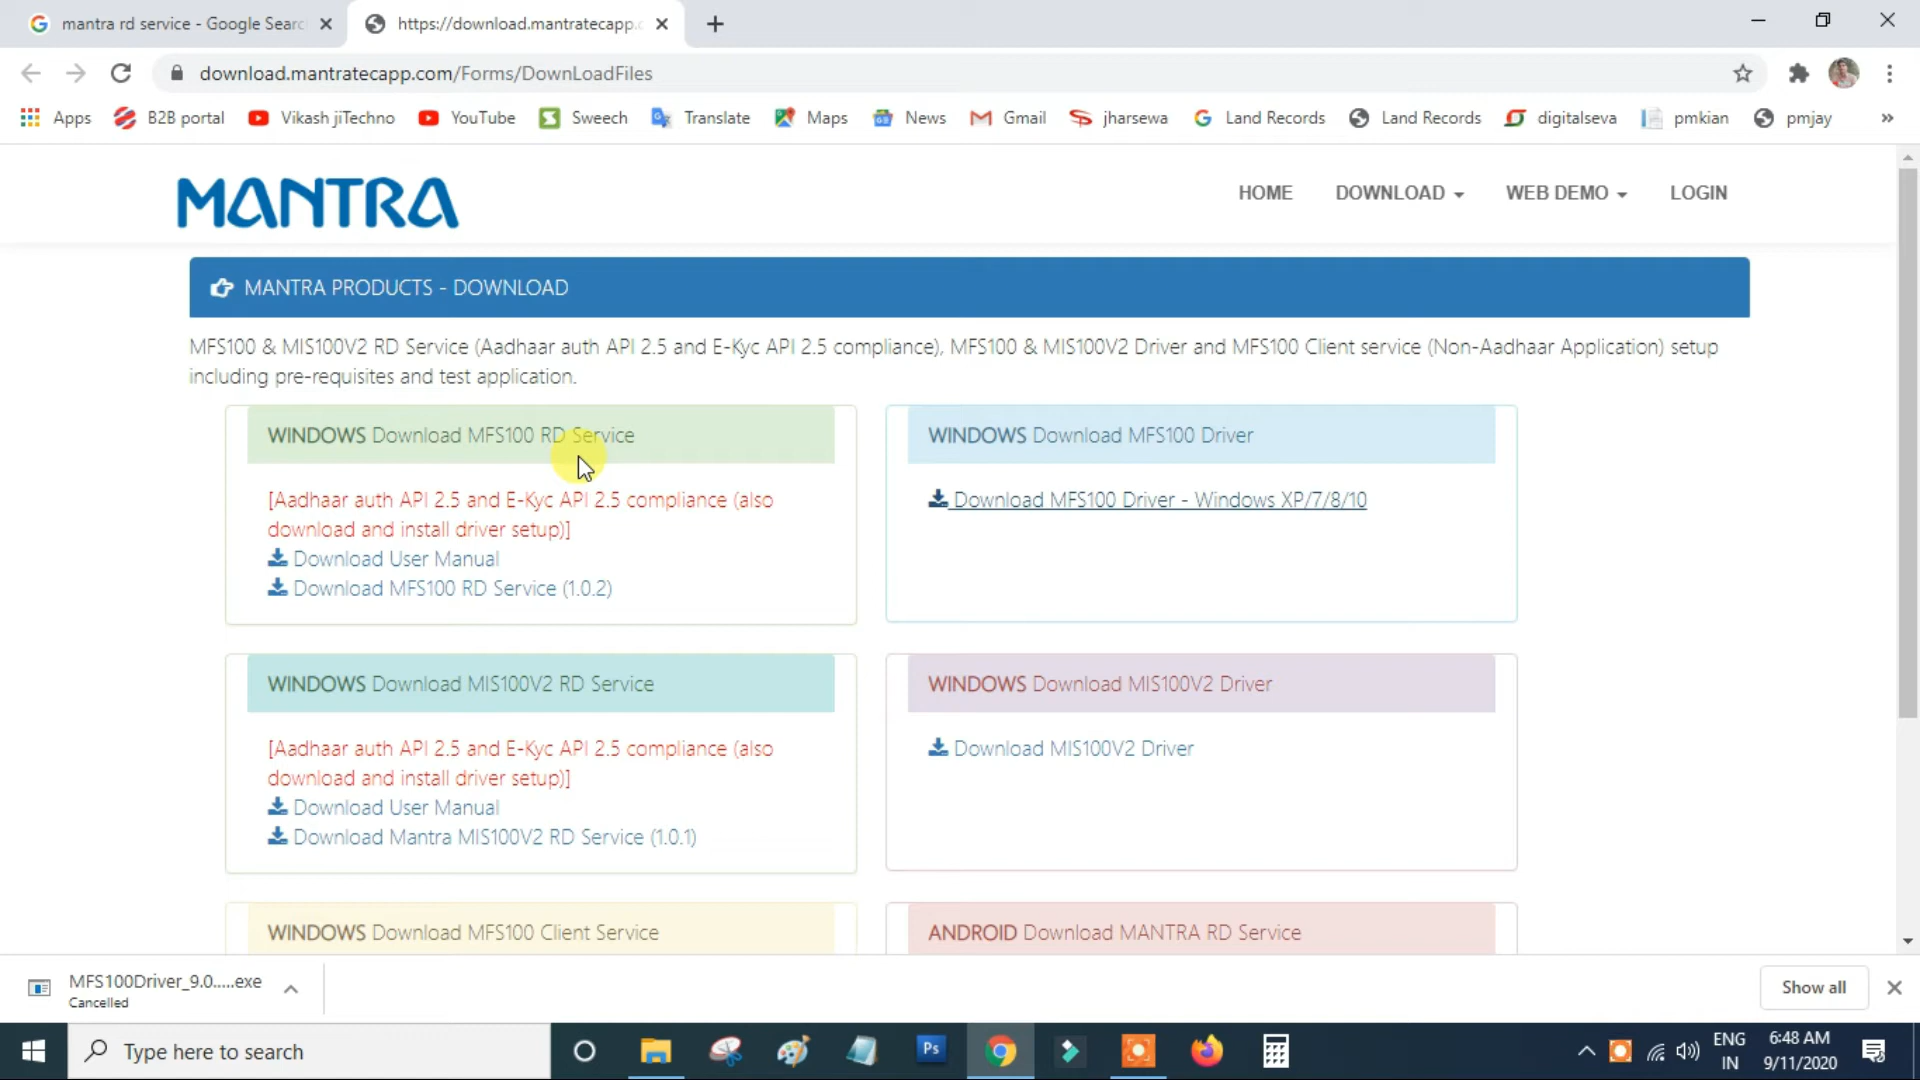 mantra rd service - Google Searc
https://download.mantratecapp.c
download.mantratecapp.com/Forms/DownLoadFiles
Apps
B2B portal
Vikash jiTechno
YouTube
Sweech
Translate
Maps
News
Gmail
jharsewa
Land Records
Land Records
digitalseva
pmkian
pmjay
»
MANTRA
HOME
DOWNLOAD
WEB DEMO
LOGIN
MANTRA PRODUCTS - DOWNLOAD
MFS100 & MIS100V2 RD Service (Aadhaar auth API 2.5 and E-Kyc API 2.5 compliance), MFS100 & MIS100V2 Driver and MFS100 Client service (Non-Aadhaar Application) setup
including pre-requisites and test application.
WINDOWS Download MFS100 RD Service
[Aadhaar auth API 2.5 and E-Kyc API 2.5 compliance (also
download and install driver setup)]
Download User Manual
Download MFS100 RD Service (1.0.2)
WINDOWS Download MFS100 Driver
Download MFS100 Driver - Windows XP/7/8/10
WINDOWS Download MIS100V2 RD Service
[Aadhaar auth API 2.5 and E-Kyc API 2.5 compliance (also
download and install driver setup)]
Download User Manual
Download Mantra MIS100V2 RD Service (1.0.1)
WINDOWS Download MIS100V2 Driver
Download MIS100V2 Driver
WINDOWS Download MFS100 Client Service
ANDROID Download MANTRA RD Service
MFS100Driver_9.0.....exe
Cancelled
Show all
Type here to search
Ps
ENG
IN
6:48 AM
9/11/2020